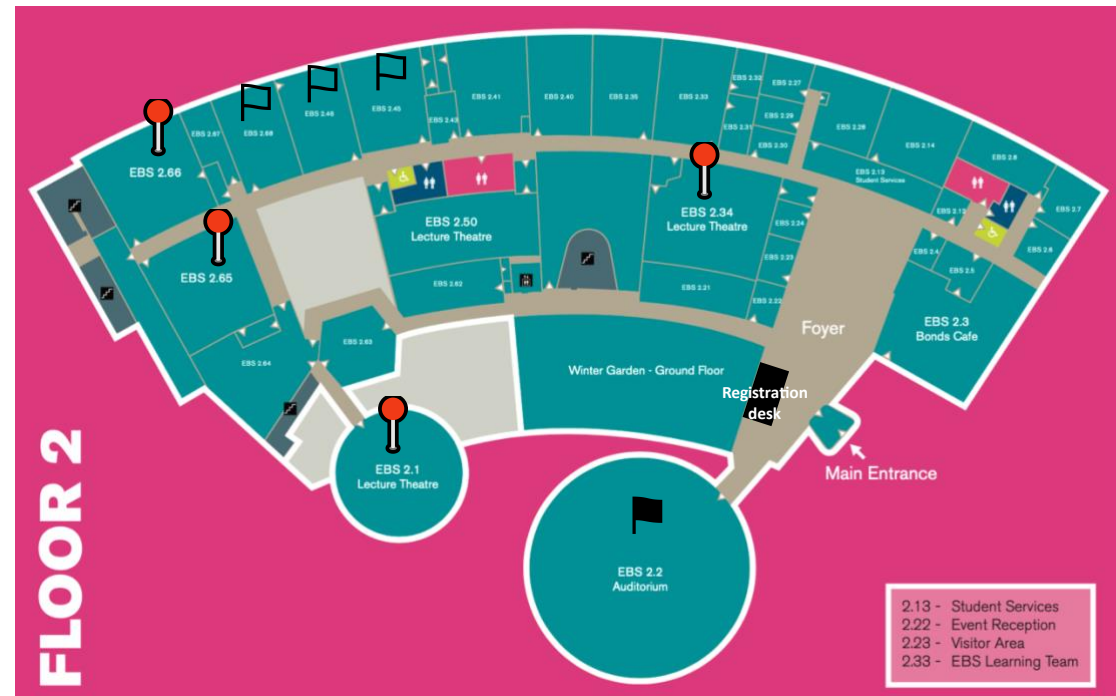 EBS 2.66
EBS 2.67
EBS 2.68
EBS 2.46
EBS 2.45
EBS 2.43
EBS 2.41
EBS 2.40
EBS 2.35
EBS 2.33
EBS 2.32
EBS 2.31
EBS 2.27
EBS 2.29
EBS 2.30
EBS 2.28
EBS 2.14
EBS 2.13
Student Services
EBS 2.8
EBS 2.7
EBS 2.6
EBS 2.12
EBS 2.4
EBS 2.5
EBS 2.3
Bonds Cafe
EBS 2.65
EBS 2.50
Lecture Theatre
EBS 2.62
EBS 2.34
Lecture Theatre
EBS 2.24
EBS 2.23
EBS 2.22
EBS 2.21
Foyer
EBS 2.64
EBS 2.63
Winter Garden - Ground Floor
Registration
desk
Main Entrance
EBS 2.1
Lecture Theatre
EBS 2.2
Auditorium
FLOOR 2
2.13 - Student Services
2.22 - Event Reception
2.23 - Visitor Area
2.33 - EBS Learning Team